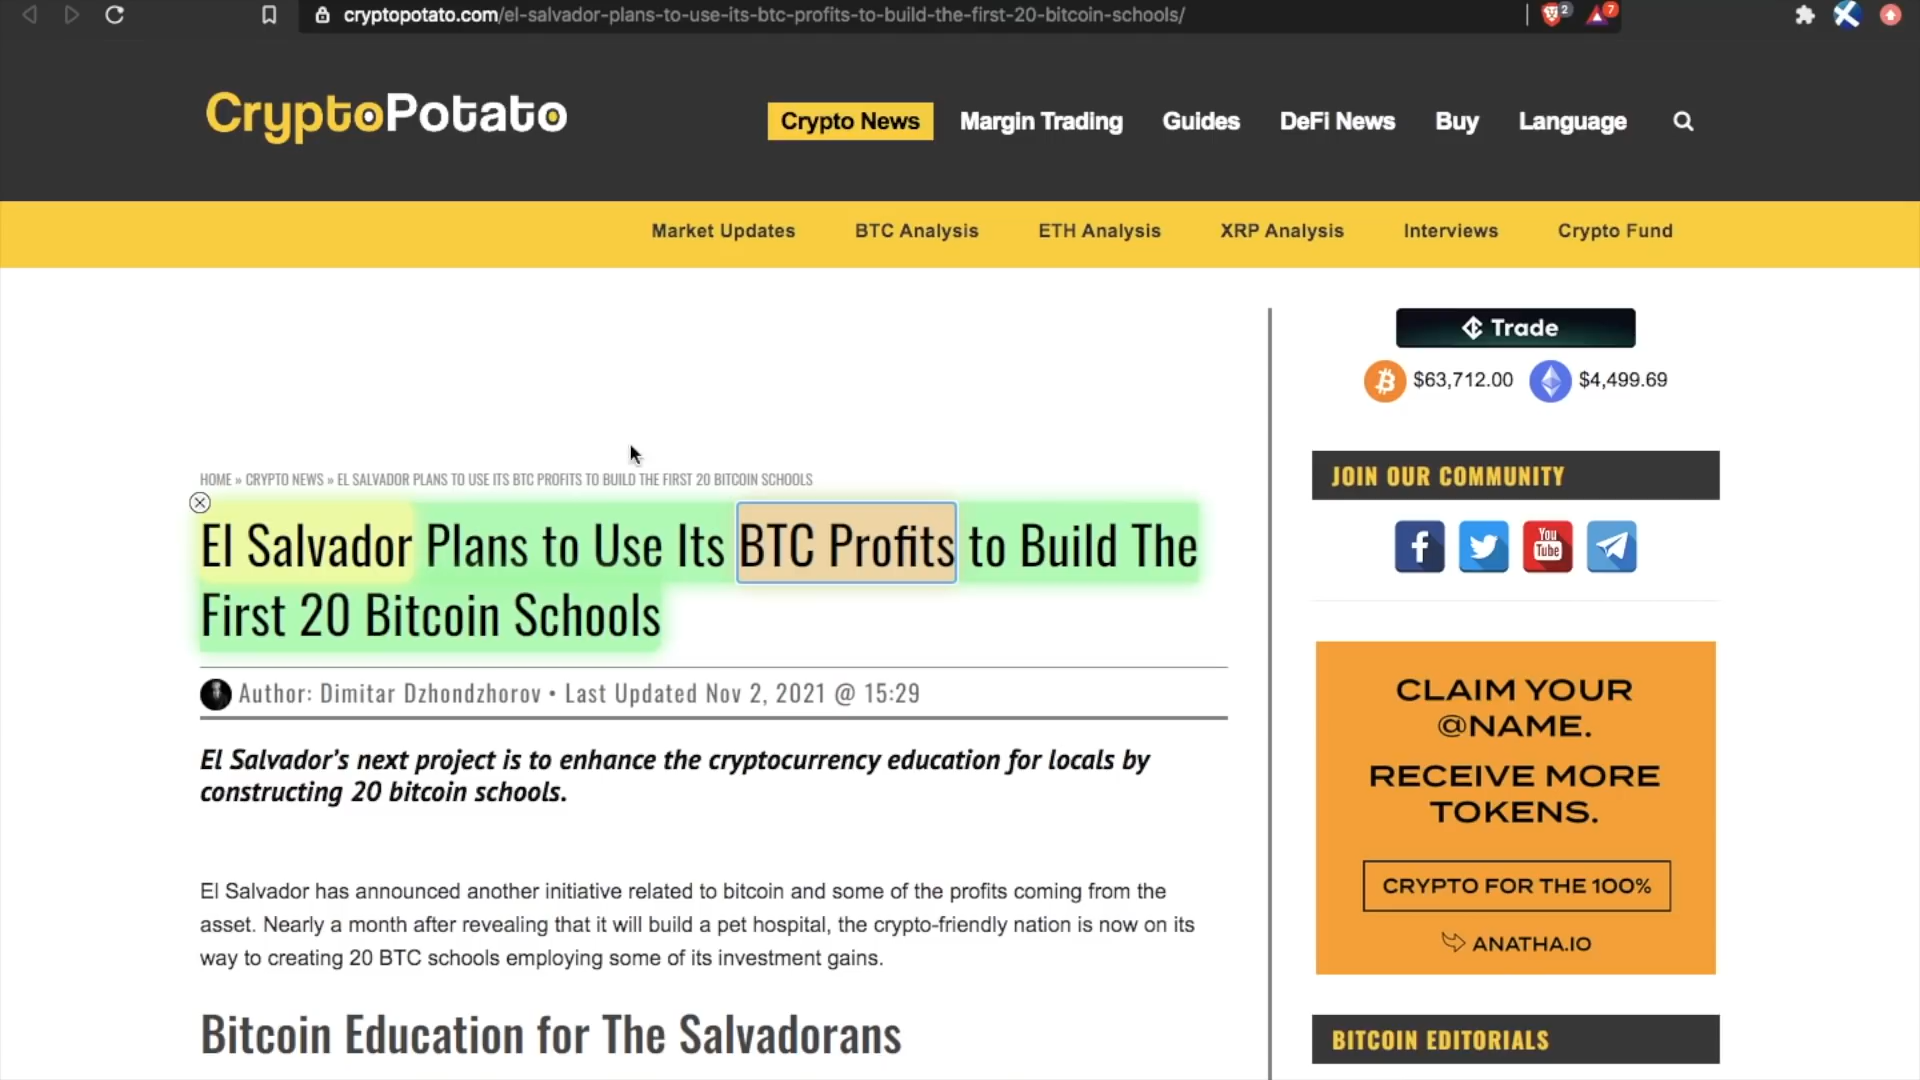 cryptopotato.com/el-salvador-plans-to-use-its-btc-profits-to-build-the-first-20-bitcoin-schools/
2
7
CryptoPotato
Crypto News Margin Trading Guides DeFi News Buy Language
Market Updates BTC Analysis ETH Analysis XRP Analysis Interviews Crypto Fund
Trade
$63,712.00 $4,499.69
HOME » CRYPTO NEWS » EL SALVADOR PLANS TO USE ITS BTC PROFITS TO BUILD THE FIRST 20 BITCOIN SCHOOLS
El Salvador Plans to Use Its BTC Profits to Build The
First 20 Bitcoin Schools
Author: Dimitar Dzhondzhorov • Last Updated Nov 2, 2021 @ 15:29
El Salvador's next project is to enhance the cryptocurrency education for locals by
constructing 20 bitcoin schools.
El Salvador has announced another initiative related to bitcoin and some of the profits coming from the
asset. Nearly a month after revealing that it will build a pet hospital, the crypto-friendly nation is now on its
way to creating 20 BTC schools employing some of its investment gains.
Bitcoin Education for The Salvadorans
JOIN OUR COMMUNITY
You
Tube
CLAIM YOUR
@NAME.
RECEIVE MORE
TOKENS.
CRYPTO FOR THE 100%
ANATHA.IO
BITCOIN EDITORIALS